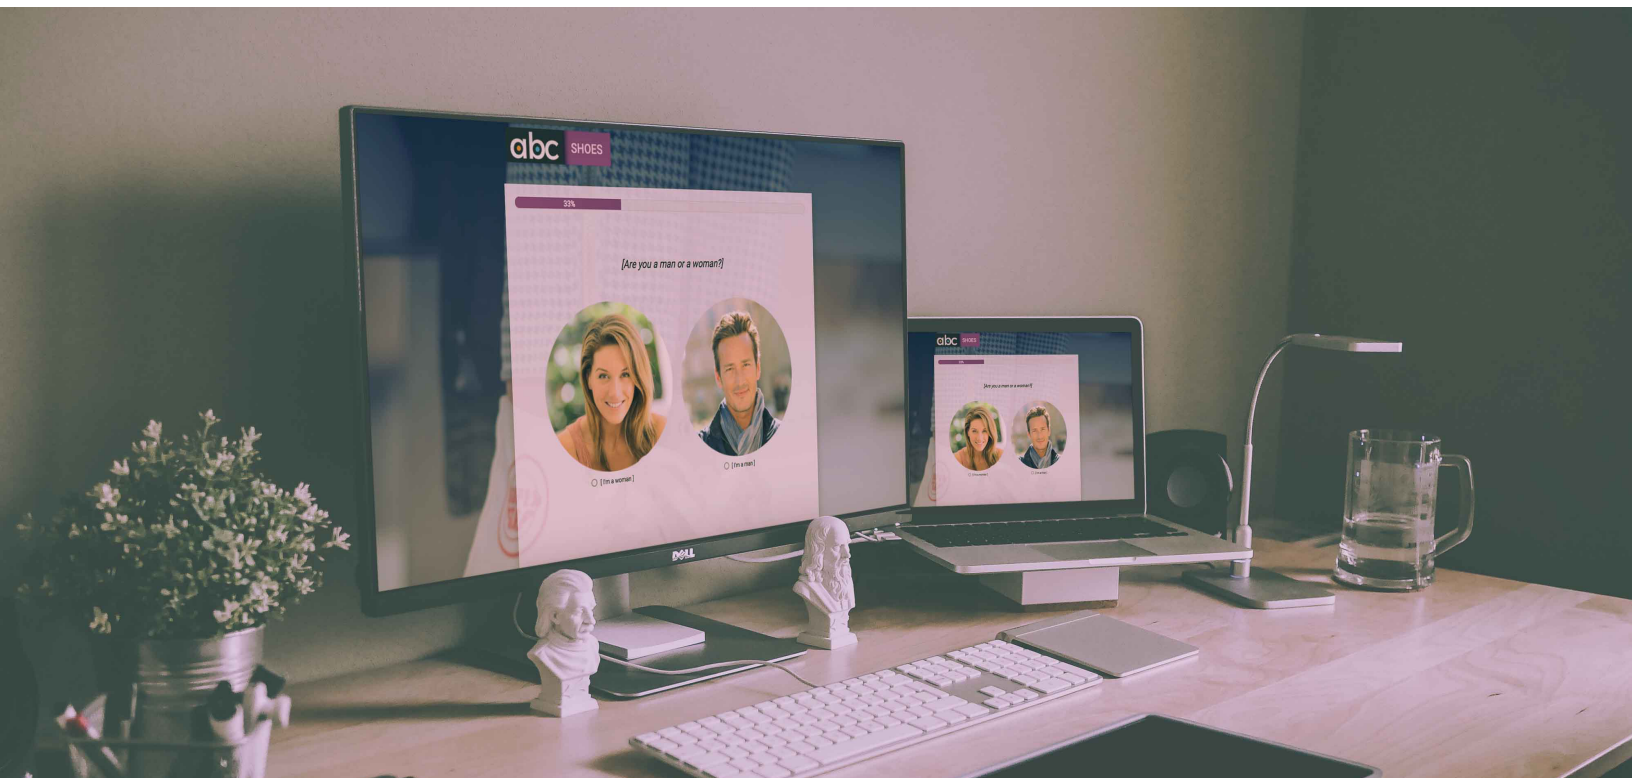 abc SHOES
33%
[Are you a man or a woman?]
[I'm a woman]
[I'm a man]
DELL
abc SHOES
[Are you a man or a woman?]